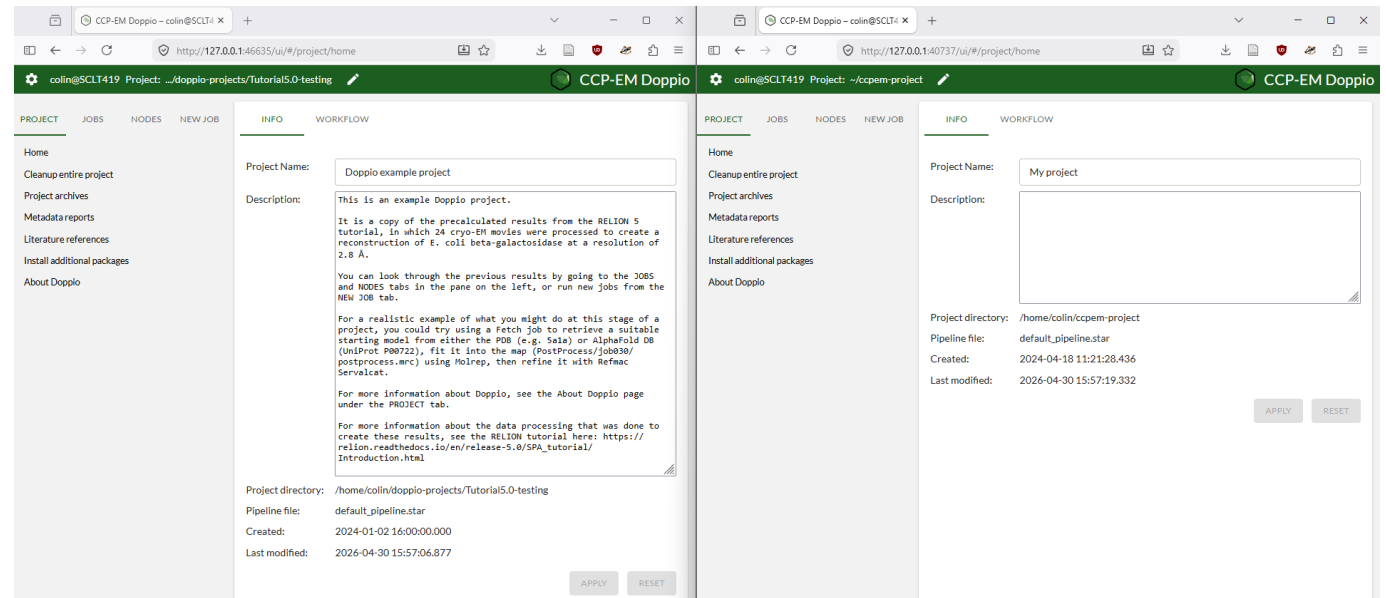 CCP-EM Doppio – colin@SCLT4
http://127.0.0.1:46635/ui/#/project/home
colin@SCLT419 Project: .../doppio-projects/Tutorial5.0-testing
CCP-EM Doppio
PROJECT JOBS NODES NEW JOB
Home
Cleanup entire project
Project archives
Metadata reports
Literature references
Install additional packages
About Doppio
INFO WORKFLOW
Project Name: Doppio example project
Description:
This is an example Doppio project.
It is a copy of the precalculated results from the RELION 5
tutorial, in which 24 cryo-EM movies were processed to create a
reconstruction of E. coli beta-galactosidase at a resolution of
2.8 Å.
You can look through the previous results by going to the JOBS
and NODES tabs in the pane on the left, or run new jobs from the
NEW JOB tab.
For a realistic example of what you might do at this stage of a
project, you could try using a Fetch job to retrieve a suitable
starting model from either the PDB (e.g. 5a1a) or AlphaFold DB
(UniProt P00722), fit it into the map (PostProcess/job030/
postprocess.mrc) using Molrep, then refine it with Refmac
Servalcat.
For more information about Doppio, see the About Doppio page
under the PROJECT tab.
For more information about the data processing that was done to
create these results, see the RELION tutorial here: https://
relion.readthedocs.io/en/release-5.0/SPA_tutorial/
Introduction.html
Project directory: /home/colin/doppio-projects/Tutorial5.0-testing
Pipeline file: default_pipeline.star
Created: 2024-01-02 16:00:00.000
Last modified: 2026-04-30 15:57:06.877
APPLY RESET
CCP-EM Doppio – colin@SCLT4
http://127.0.0.1:40737/ui/#/project/home
colin@SCLT419 Project: ~/ccpem-project
CCP-EM Doppio
PROJECT JOBS NODES NEW JOB
Home
Cleanup entire project
Project archives
Metadata reports
Literature references
Install additional packages
About Doppio
INFO WORKFLOW
Project Name: My project
Description:
Project directory: /home/colin/ccpem-project
Pipeline file: default_pipeline.star
Created: 2024-04-18 11:21:28.436
Last modified: 2026-04-30 15:57:19.332
APPLY RESET